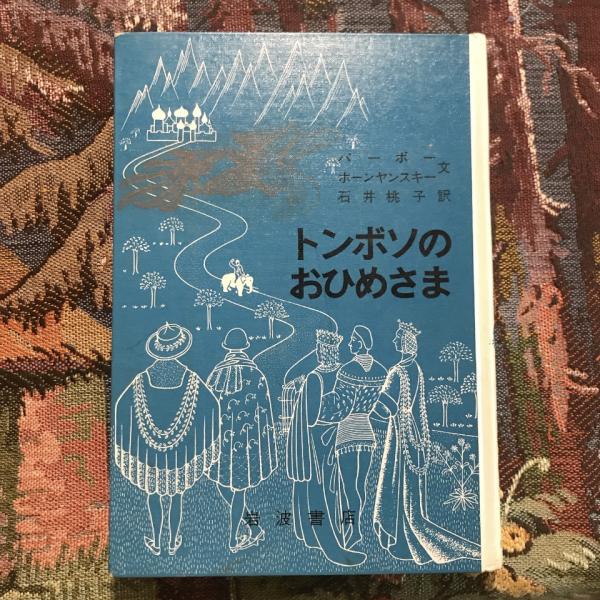 バーボー
ホーンヤンスキー 文
石井桃子 訳
トンボソの
おひめさま
岩波書店